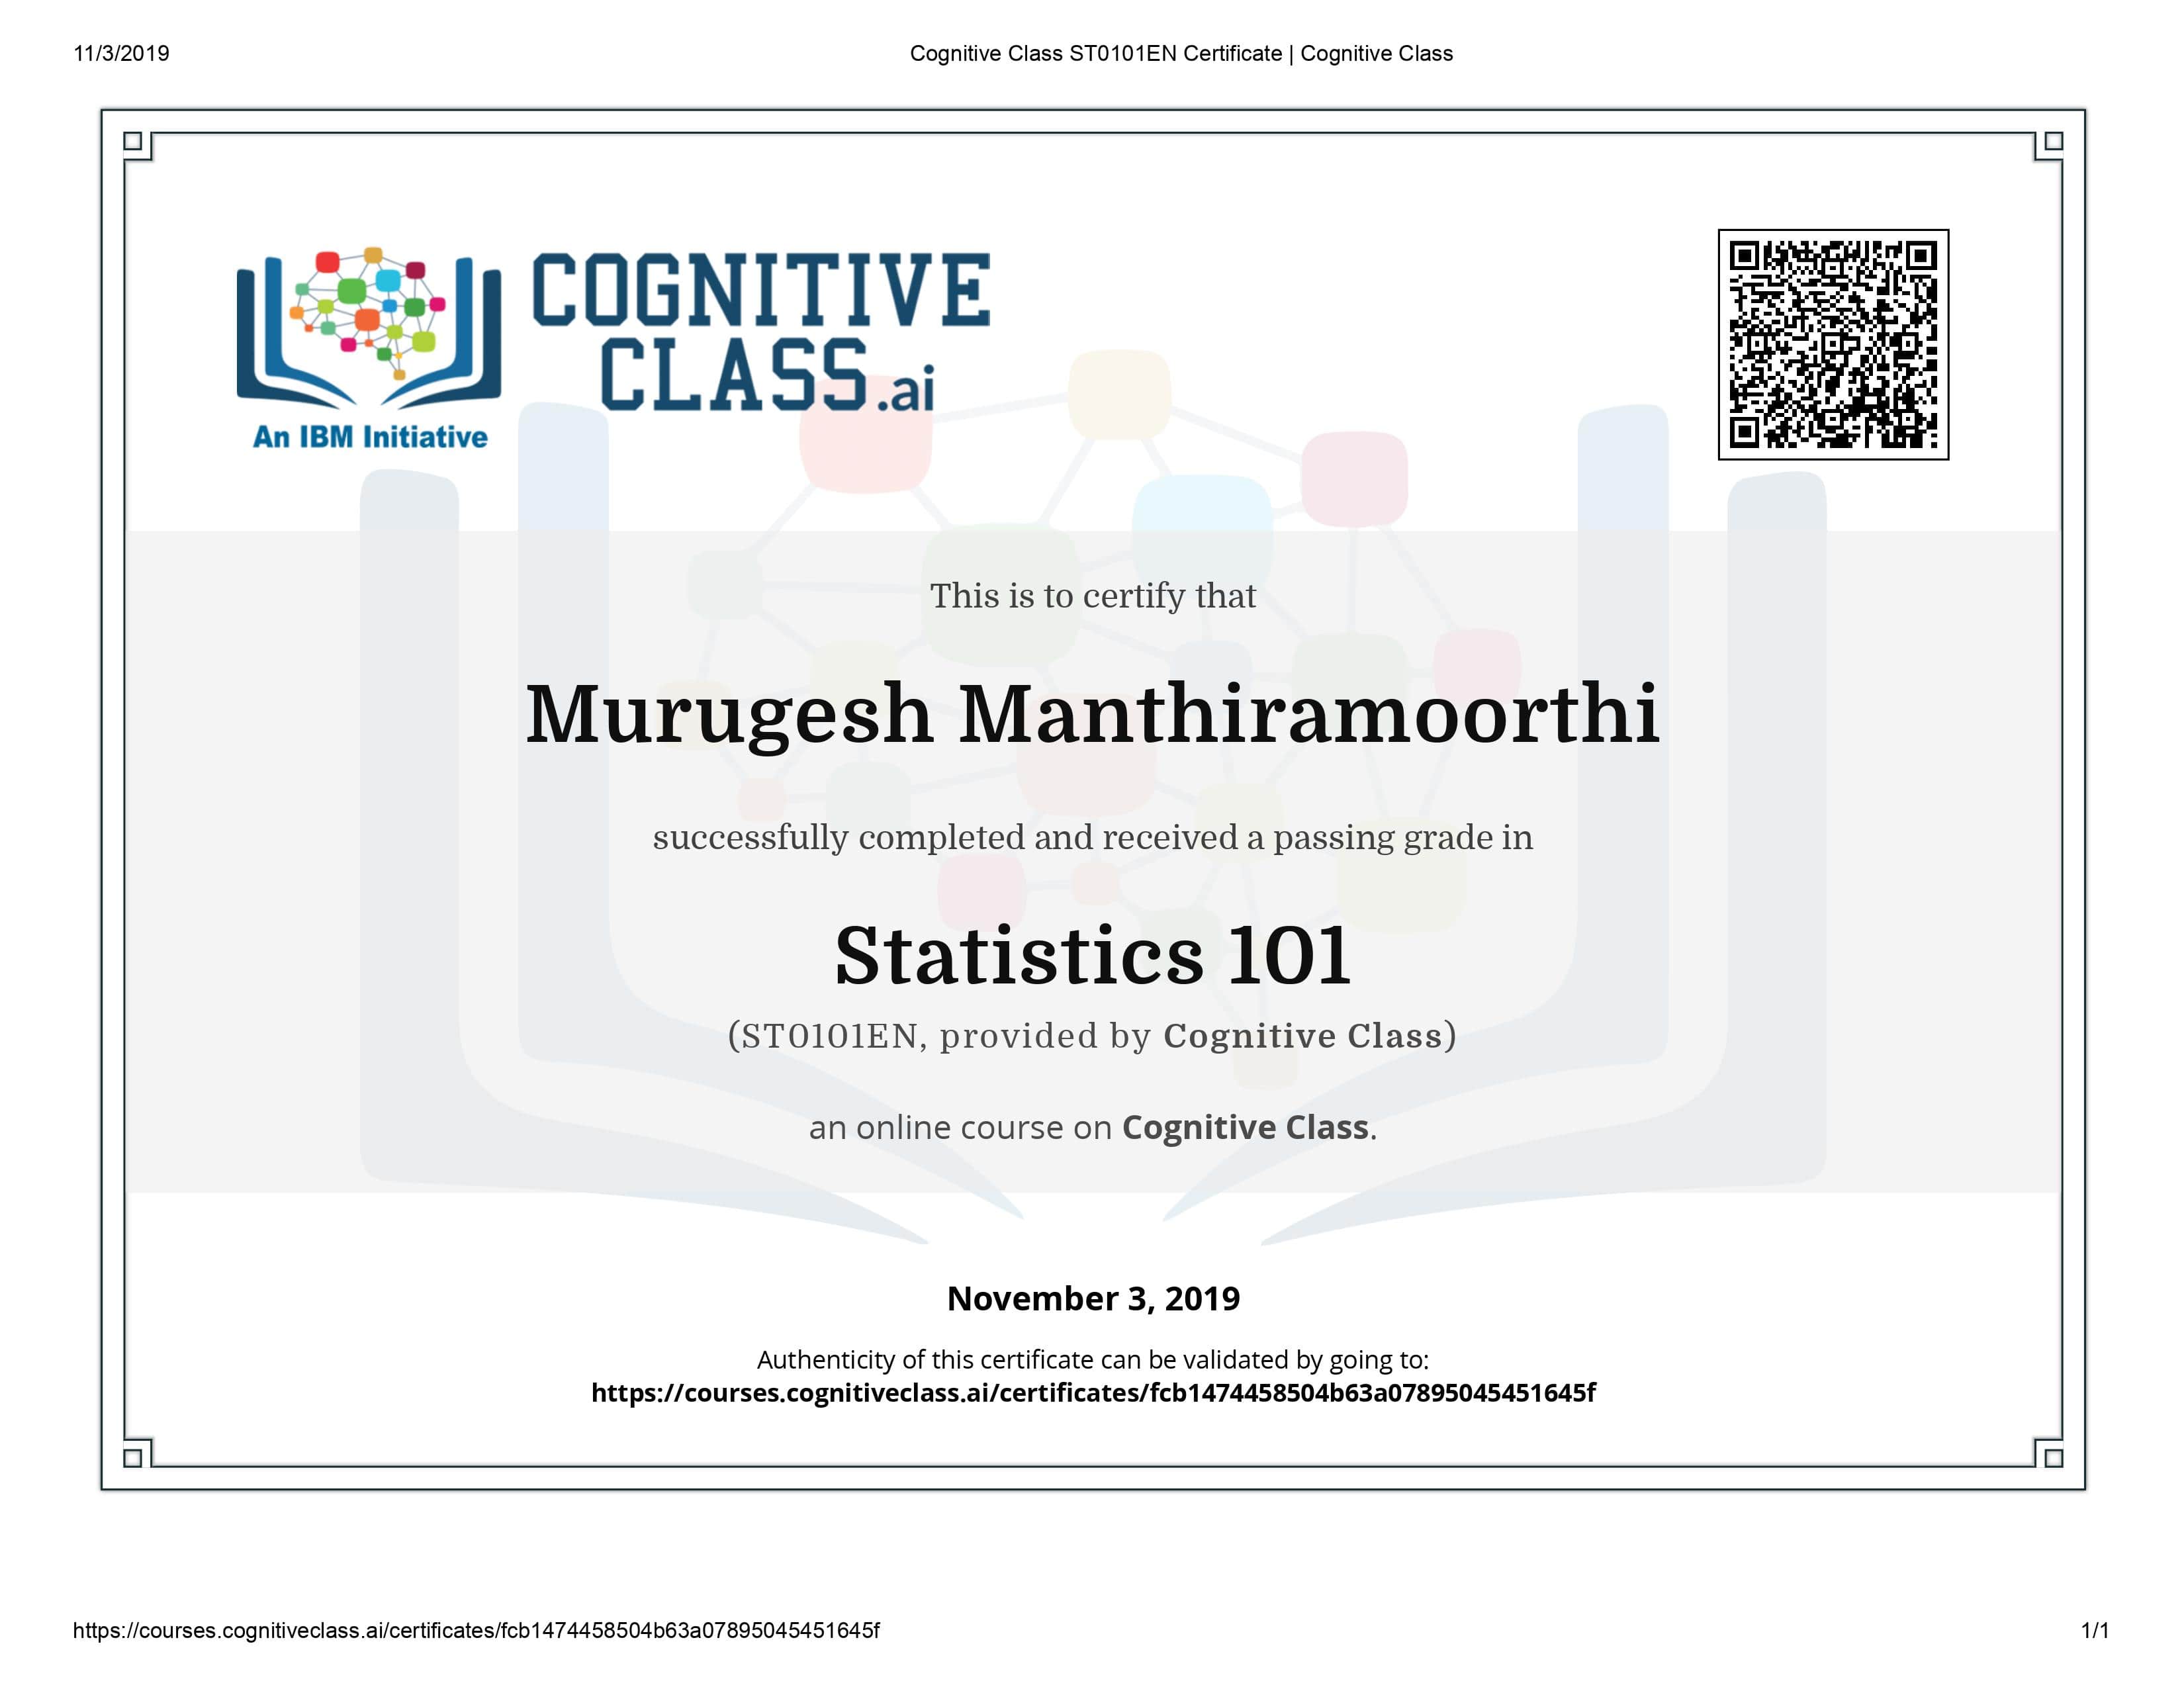 11/3/2019
Cognitive Class ST0101EN Certificate | Cognitive Class
COGNITIVE
CLASS.ai
An IBM Initiative
This is to certify that
Murugesh Manthiramoorthi
successfully completed and received a passing grade in
Statistics 101
(ST0101EN, provided by Cognitive Class)
an online course on Cognitive Class.
November 3, 2019
Authenticity of this certificate can be validated by going to:
https://courses.cognitiveclass.ai/certificates/fcb1474458504b63a07895045451645f
https://courses.cognitiveclass.ai/certificates/fcb1474458504b63a07895045451645f
1/1